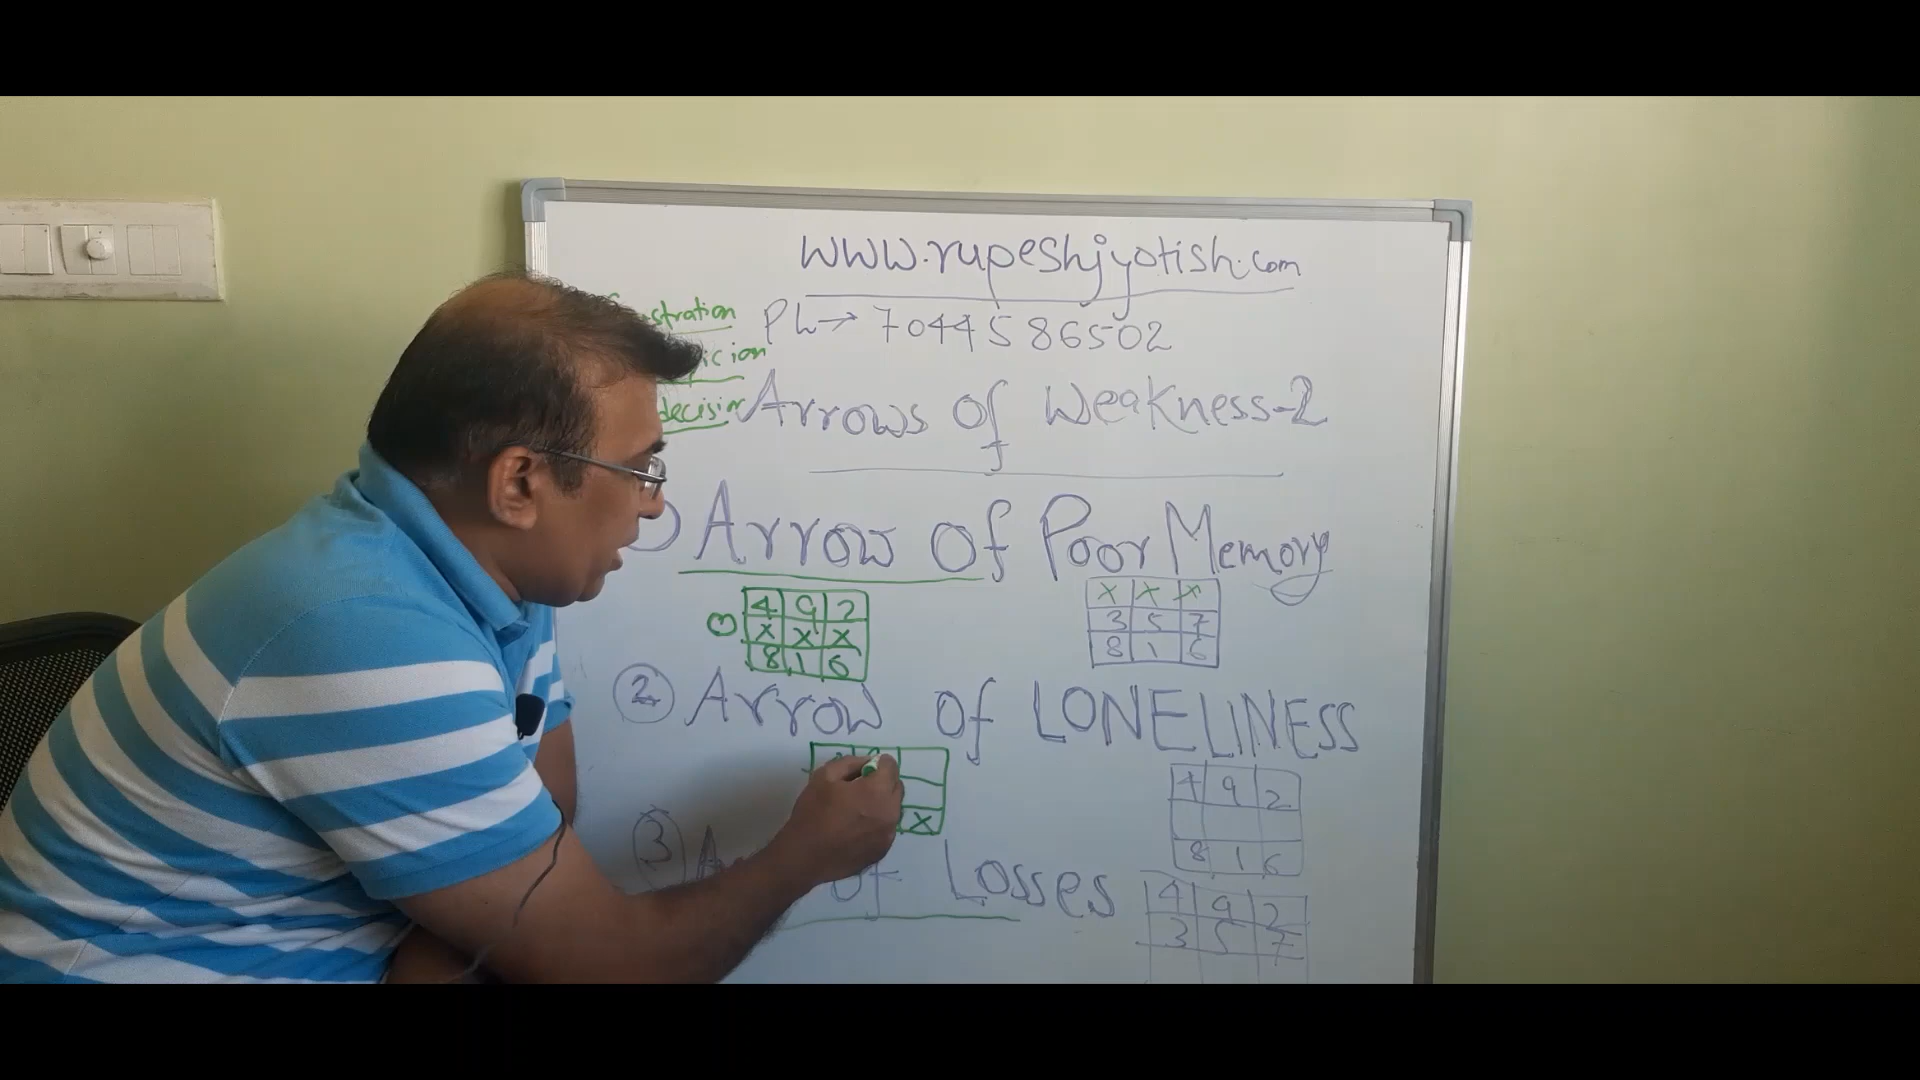 www.rupeshjyotish.com
Ph→ 7044586502
Arrows Of Weakness-2
Arrow Of Poor Memory
4 9 2
x x x
8 1 6
x x x
3 5 7
8 1 6
2 Arrow Of LONELINESS
x
4 9 2
8 1 6
3 Of Losses
4 9 2
3 5 7